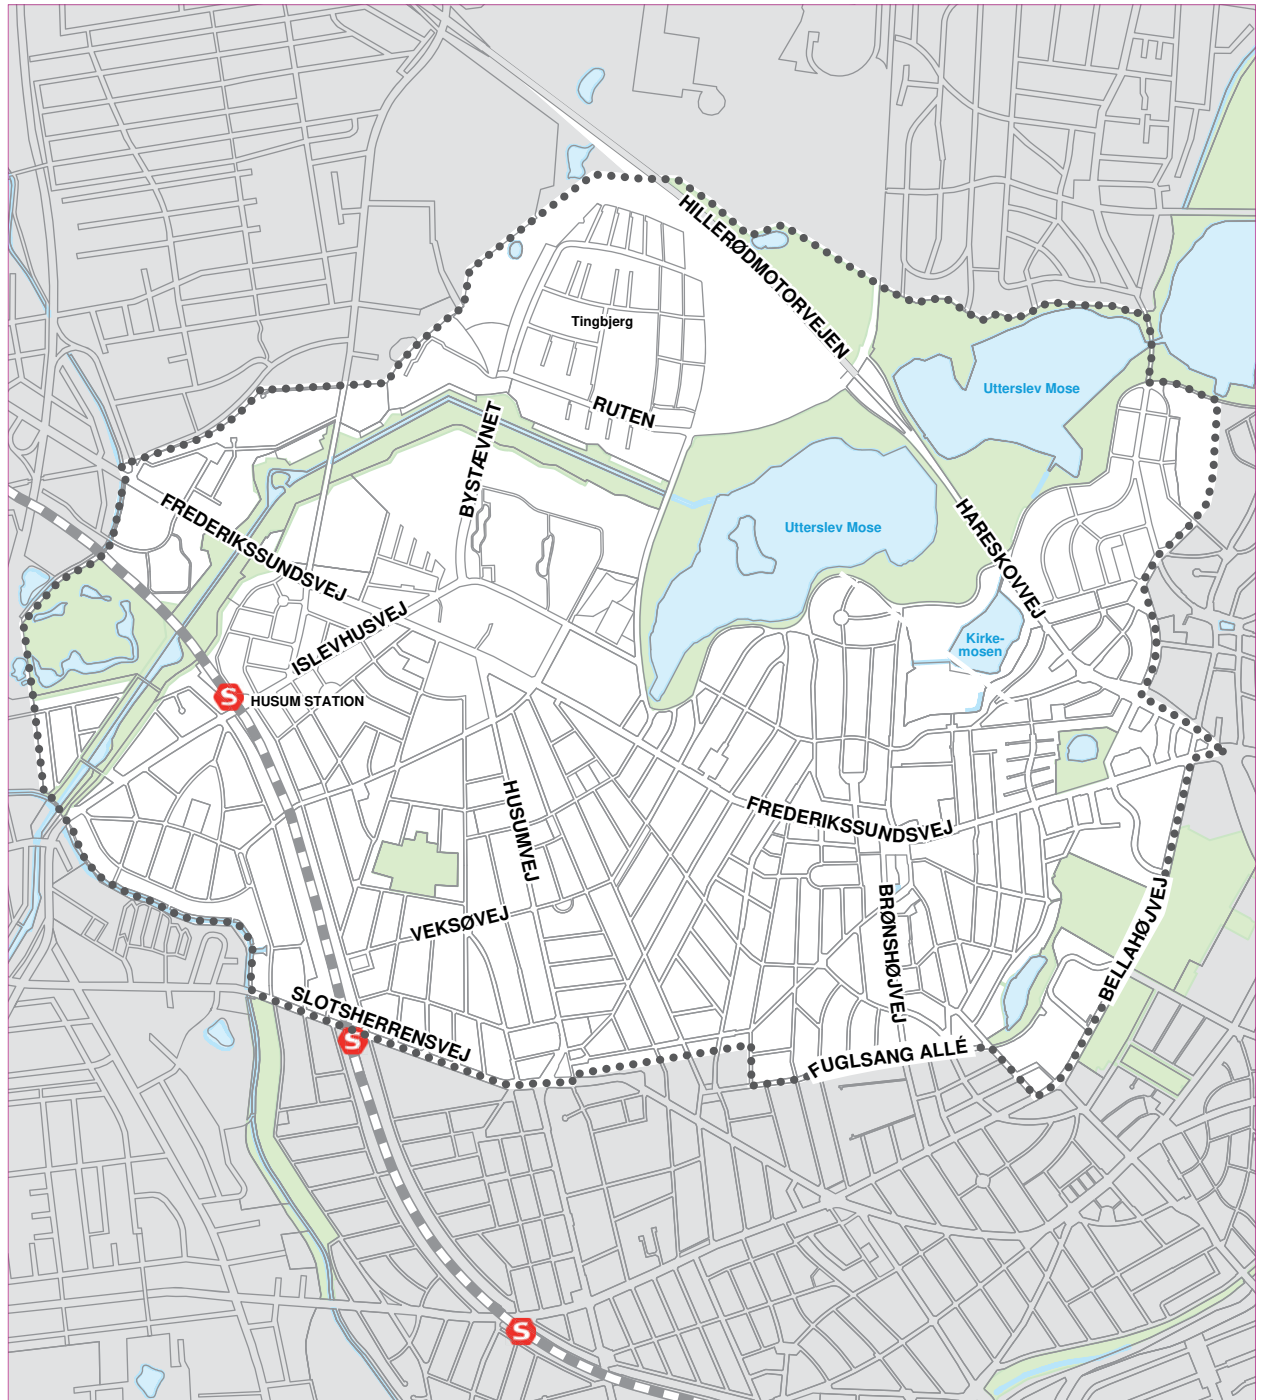 HILLERØDMOTORVEJEN
Tingbjerg
Utterslev Mose
RUTEN
BYSTÆVNET
FREDERIKSSUNDSVEJ
Utterslev Mose
HARESKOVVEJ
ISLEVHUSVEJ
Kirke-
mosen
S
HUSUM STATION
HUSUMVEJ
FREDERIKSSUNDSVEJ
VEKSØVEJ
BRØNSHØJVEJ
BELLAHØJVEJ
SLOTSHERRENSVEJ
S
FUGLSANG ALLÉ
S